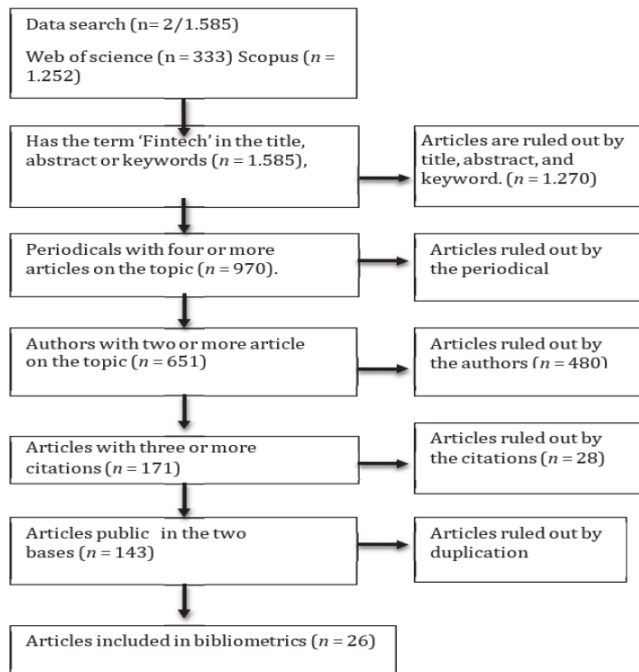 Data search (n= 2/1.585)
Web of science (n = 333) Scopus (n =
1.252)
Has the term ‘Fintech’ in the title,
abstract or keywords (n = 1.585),
Articles are ruled out by
title, abstract, and
keyword. (n = 1.270)
Periodicals with four or more
articles on the topic (n = 970).
Articles ruled out by
the periodical
Authors with two or more article
on the topic (n = 651)
Articles ruled out by
the authors (n = 480)
Articles with three or more
citations (n = 171)
Articles ruled out by
the citations (n = 28)
Articles public in the two
bases (n = 143)
Articles ruled out by
duplication
Articles included in bibliometrics (n = 26)